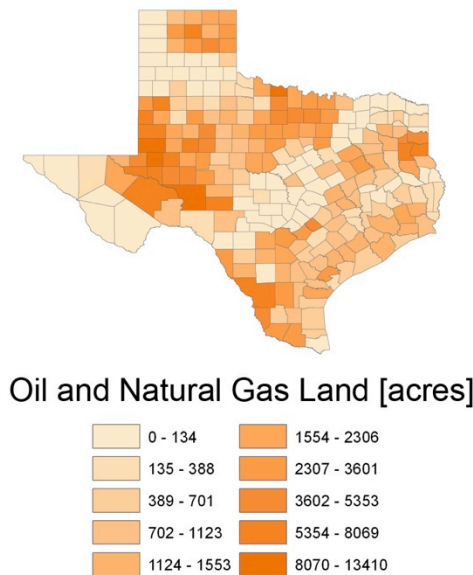 Oil and Natural Gas Land [acres]
0 - 134
135 - 388
389 - 701
702 - 1123
1124 - 1553
1554 - 2306
2307 - 3601
3602 - 5353
5354 - 8069
8070 - 13410